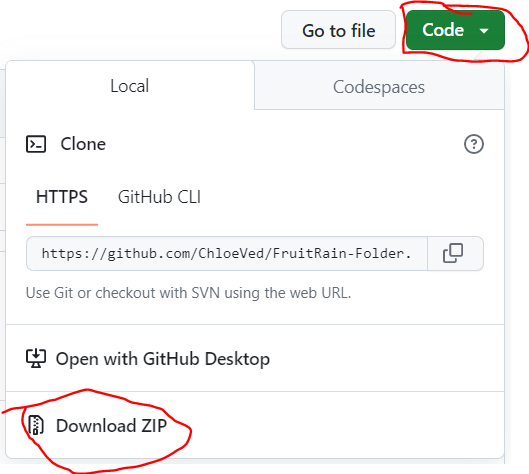 Go to file
Code
Local
Codespaces
Clone
HTTPS
GitHub CLI
https://github.com/ChloeVed/FruitRain-Folder.
Use Git or checkout with SVN using the web URL.
Open with GitHub Desktop
Download ZIP